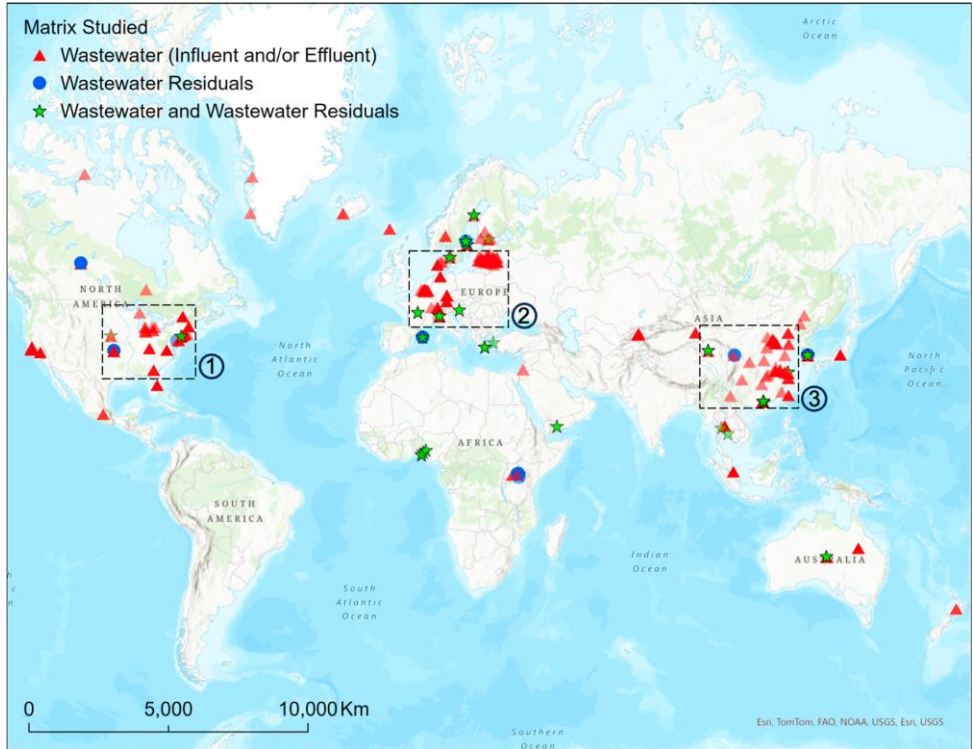 Matrix Studied
Wastewater (Influent and/or Effluent)
Wastewater Residuals
Wastewater and Wastewater Residuals
Arctic
Ocean
NORTH
AMERICA
1
EUROPE
2
ASIA
3
North
Atlantic
Ocean
North
Pacific
Ocean
AFRICA
SOUTH
AMERICA
Indian
Ocean
AUSTRALIA
South
Atlantic
Ocean
0
5,000
10,000 Km
Southern
Ocean
Esri, TomTom, FAO, NOAA, USGS, Esri, USGS